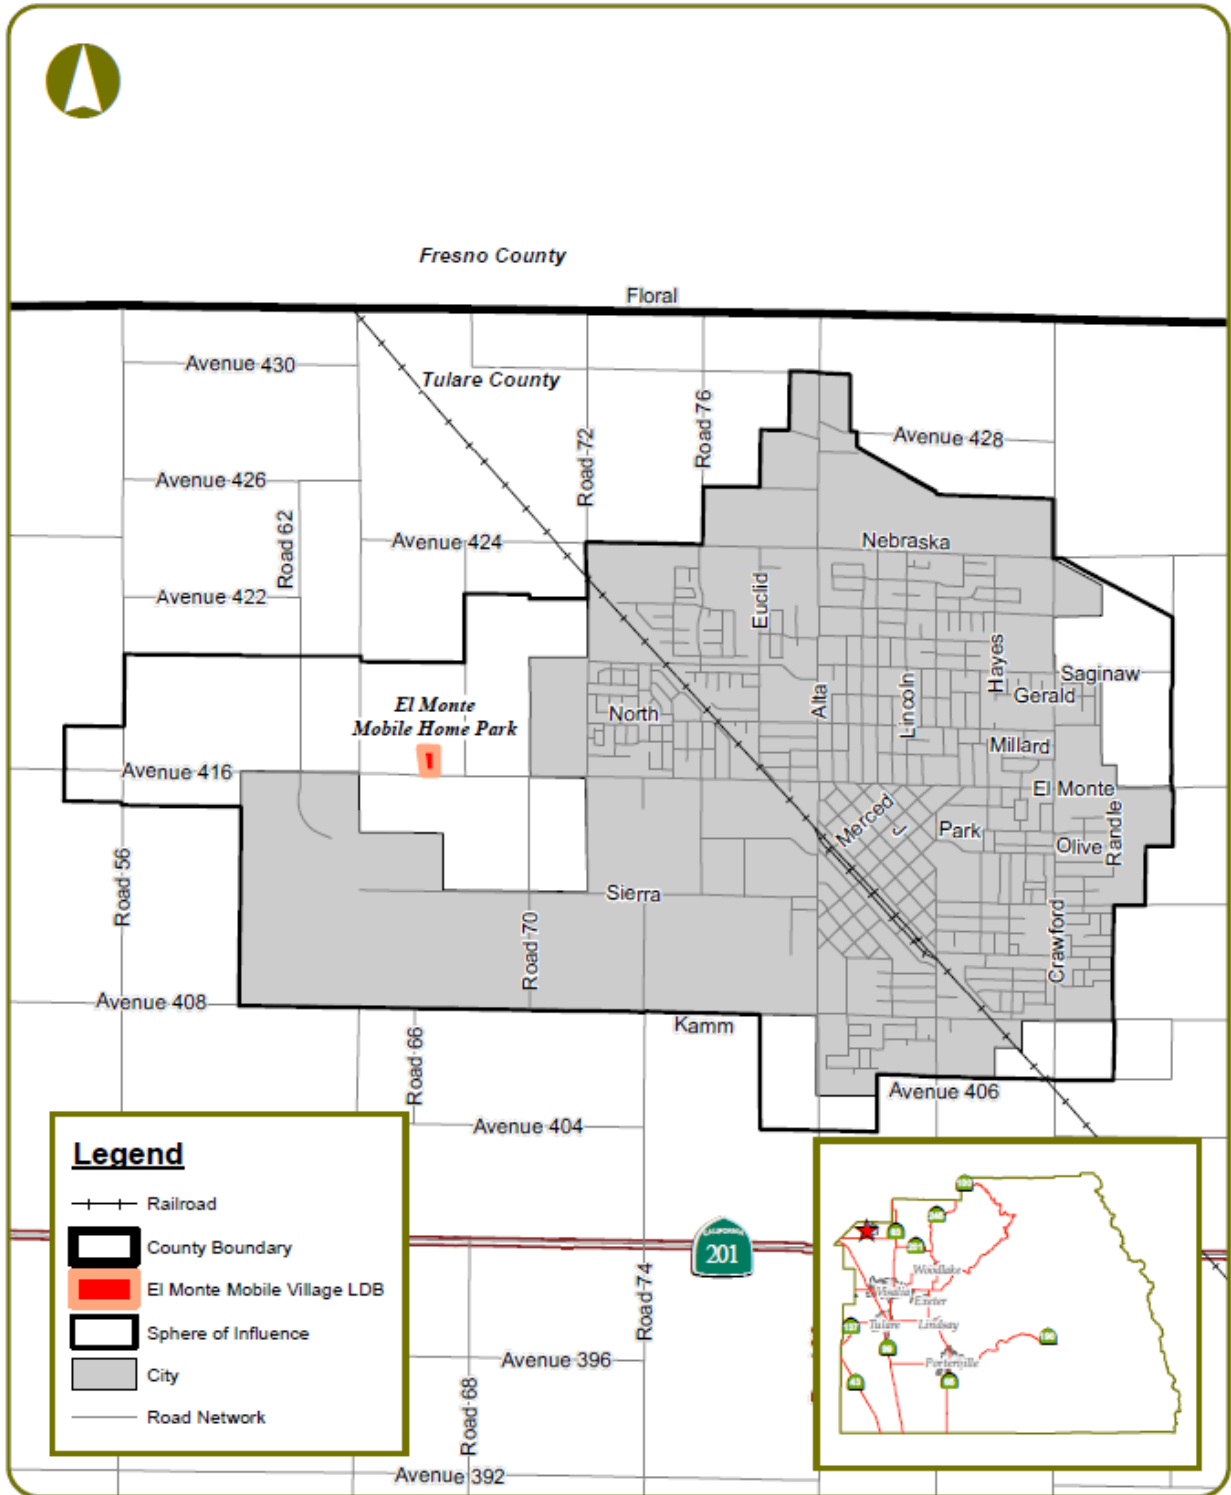 Fresno County
Floral
Avenue 430
Tulare County
Road 76
Avenue 428
Road 72
Avenue 426
Road 62
Avenue 424
Nebraska
Avenue 422
Euclid
Hayes
Saginaw
Gerald
Alta
Lincoln
El Monte
Mobile Home Park
North
Millard
Avenue 416
El Monte
Merced
Park
Randle
Olive
Road 56
Sierra
Road 70
Crawford
Avenue 408
Kamm
Road 66
Avenue 406
Avenue 404
Legend
Railroad
County Boundary
El Monte Mobile Village LDB
Sphere of Influence
City
Road Network
CALIFORNIA
201
Road 74
Avenue 396
Road 68
Avenue 392
Woodlake
Visalia
Exeter
Tulare
Lindsay
Porterville